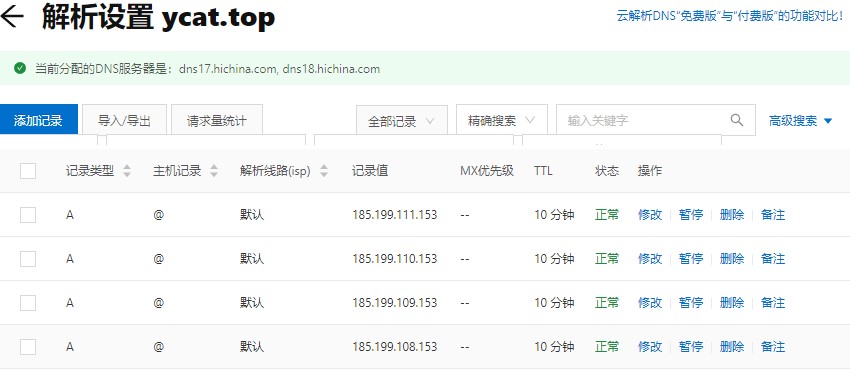 解析设置 ycat.top
云解析DNS“免费版”与“付费版”的功能对比!
当前分配的DNS服务器是：dns17.hichina.com, dns18.hichina.com
添加记录 导入/导出 请求量统计 全部记录 精确搜索 输入关键字 高级搜索
记录类型 主机记录 解析线路(isp) 记录值 MX优先级 TTL 状态 操作
A @ 默认 185.199.111.153 -- 10 分钟 正常 修改 暂停 删除 备注
A @ 默认 185.199.110.153 -- 10 分钟 正常 修改 暂停 删除 备注
A @ 默认 185.199.109.153 -- 10 分钟 正常 修改 暂停 删除 备注
A @ 默认 185.199.108.153 -- 10 分钟 正常 修改 暂停 删除 备注